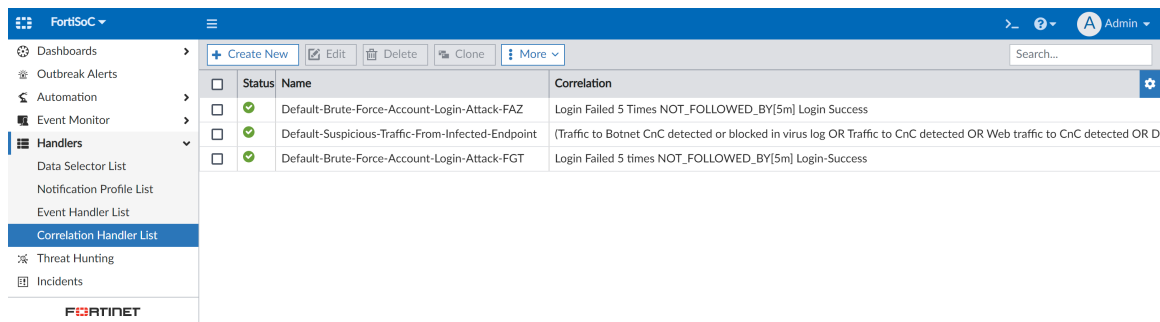 FortiSoC
>_
?
A Admin
Dashboards
Outbreak Alerts
Automation
Event Monitor
Handlers
Data Selector List
Notification Profile List
Event Handler List
Correlation Handler List
Threat Hunting
Incidents
FORTINET
+ Create New Edit Delete Clone More
Search...
Status Name Correlation
Default-Brute-Force-Account-Login-Attack-FAZ Login Failed 5 Times NOT_FOLLOWED_BY[5m] Login Success
Default-Suspicious-Traffic-From-Infected-Endpoint (Traffic to Botnet CnC detected or blocked in virus log OR Traffic to CnC detected OR Web traffic to CnC detected OR D
Default-Brute-Force-Account-Login-Attack-FGT Login Failed 5 times NOT_FOLLOWED_BY[5m] Login-Success